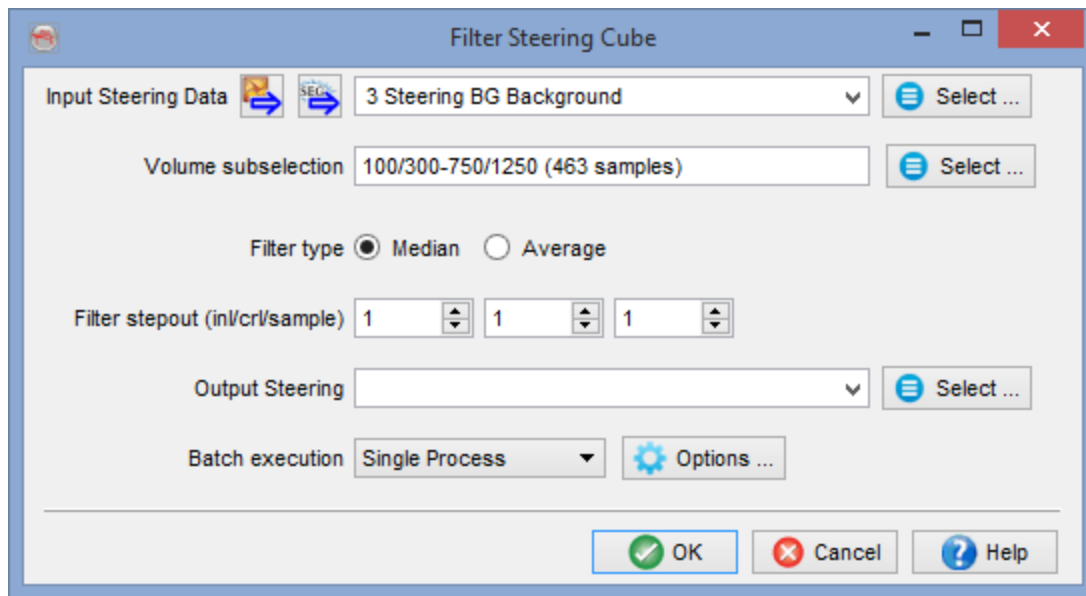 Filter Steering Cube
Input Steering Data SEG 3 Steering BG Background Select ...
Volume subselection 100/300-750/1250 (463 samples) Select ...
Filter type Median Average
Filter stepout (inl/crl/sample) 1 1 1
Output Steering Select ...
Batch execution Single Process Options ...
OK Cancel Help